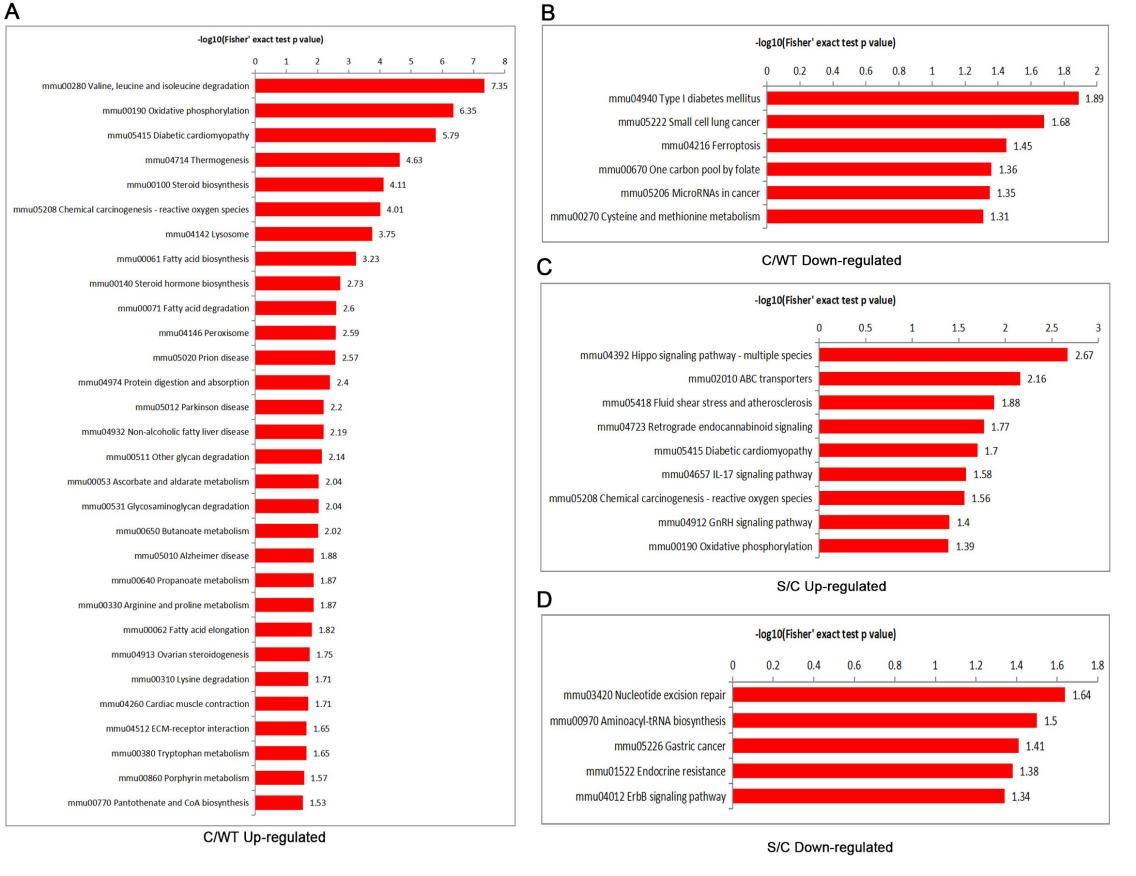 A
-log10(Fisher' exact test p value)
0 1 2 3 4 5 6 7 8
mmu00280 Valine, leucine and isoleucine degradation 7.35
mmu00190 Oxidative phosphorylation 6.35
mmu05415 Diabetic cardiomyopathy 5.79
mmu04714 Thermogenesis 4.63
mmu00100 Steroid biosynthesis 4.11
mmu05208 Chemical carcinogenesis - reactive oxygen species 4.01
mmu04142 Lysosome 3.75
mmu00061 Fatty acid biosynthesis 3.23
mmu00140 Steroid hormone biosynthesis 2.73
mmu00071 Fatty acid degradation 2.6
mmu04146 Peroxisome 2.59
mmu05020 Prion disease 2.57
mmu04974 Protein digestion and absorption 2.4
mmu05012 Parkinson disease 2.2
mmu04932 Non-alcoholic fatty liver disease 2.19
mmu00511 Other glycan degradation 2.14
mmu00053 Ascorbate and aldarate metabolism 2.04
mmu00531 Glycosaminoglycan degradation 2.04
mmu00650 Butanoate metabolism 2.02
mmu05010 Alzheimer disease 1.88
mmu00640 Propanoate metabolism 1.87
mmu00330 Arginine and proline metabolism 1.87
mmu00062 Fatty acid elongation 1.82
mmu04913 Ovarian steroidogenesis 1.75
mmu00310 Lysine degradation 1.71
mmu04260 Cardiac muscle contraction 1.71
mmu04512 ECM-receptor interaction 1.65
mmu00380 Tryptophan metabolism 1.65
mmu00860 Porphyrin metabolism 1.57
mmu00770 Pantothenate and CoA biosynthesis 1.53
C/WT Up-regulated
B
-log10(Fisher' exact test p value)
0 0.2 0.4 0.6 0.8 1 1.2 1.4 1.6 1.8 2
mmu04940 Type I diabetes mellitus 1.89
mmu05222 Small cell lung cancer 1.68
mmu04216 Ferroptosis 1.45
mmu00670 One carbon pool by folate 1.36
mmu05206 MicroRNAs in cancer 1.35
mmu00270 Cysteine and methionine metabolism 1.31
C/WT Down-regulated
C
-log10(Fisher' exact test p value)
0 0.5 1 1.5 2 2.5 3
mmu04392 Hippo signaling pathway - multiple species 2.67
mmu02010 ABC transporters 2.16
mmu05418 Fluid shear stress and atherosclerosis 1.88
mmu04723 Retrograde endocannabinoid signaling 1.77
mmu05415 Diabetic cardiomyopathy 1.7
mmu04657 IL-17 signaling pathway 1.58
mmu05208 Chemical carcinogenesis - reactive oxygen species 1.56
mmu04912 GnRH signaling pathway 1.4
mmu00190 Oxidative phosphorylation 1.39
S/C Up-regulated
D
-log10(Fisher' exact test p value)
0 0.2 0.4 0.6 0.8 1 1.2 1.4 1.6 1.8
mmu03420 Nucleotide excision repair 1.64
mmu00970 Aminoacyl-tRNA biosynthesis 1.5
mmu05226 Gastric cancer 1.41
mmu01522 Endocrine resistance 1.38
mmu04012 ErbB signaling pathway 1.34
S/C Down-regulated